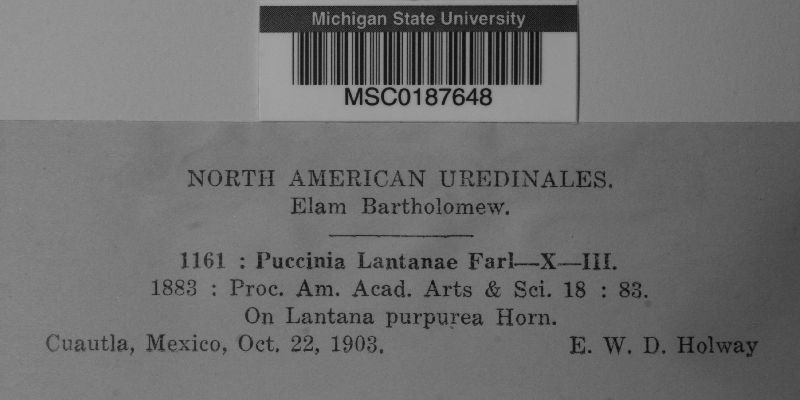 Michigan State University
MSC0187648
NORTH AMERICAN UREDINALES.
Elam Bartholomew.
1161 : Puccinia Lantanae Farl—X—III.
1883 : Proc. Am. Acad. Arts & Sci. 18 : 83.
On Lantana purpurea Horn.
Cuautla, Mexico, Oct. 22, 1903. E. W. D. Holway